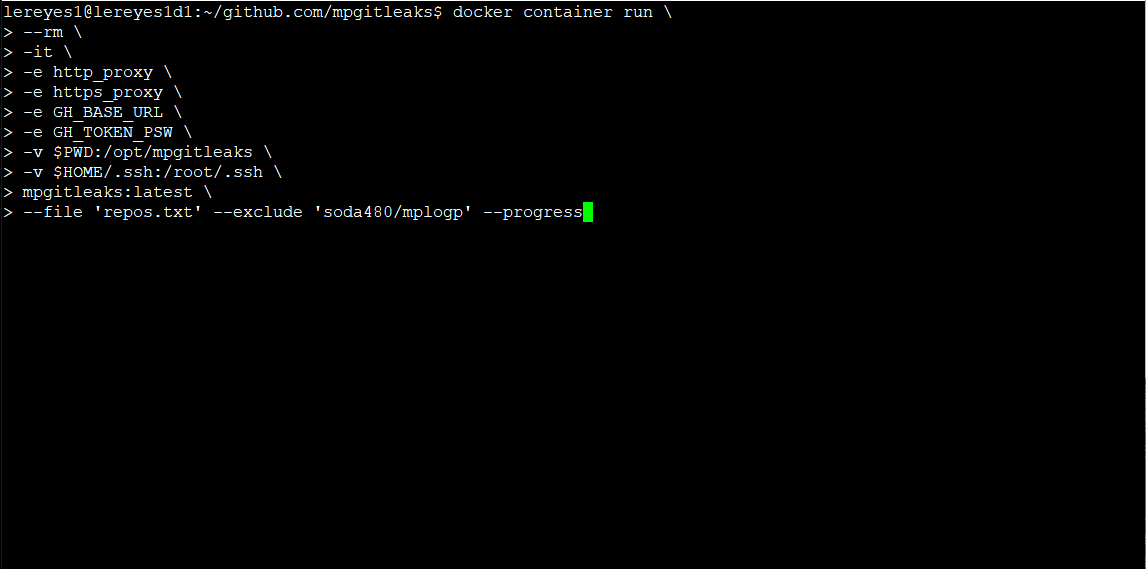 lereyes1@lereyes1d1:~/github.com/mpgitleaks$ docker container run \
> --rm \
> -it \
> -e http_proxy \
> -e https_proxy \
> -e GH_BASE_URL \
> -e GH_TOKEN_PSW \
> -v $PWD:/opt/mpgitleaks \
> -v $HOME/.ssh:/root/.ssh \
> mpgitleaks:latest \
> --file 'repos.txt' --exclude 'soda480/mplogp' --progress